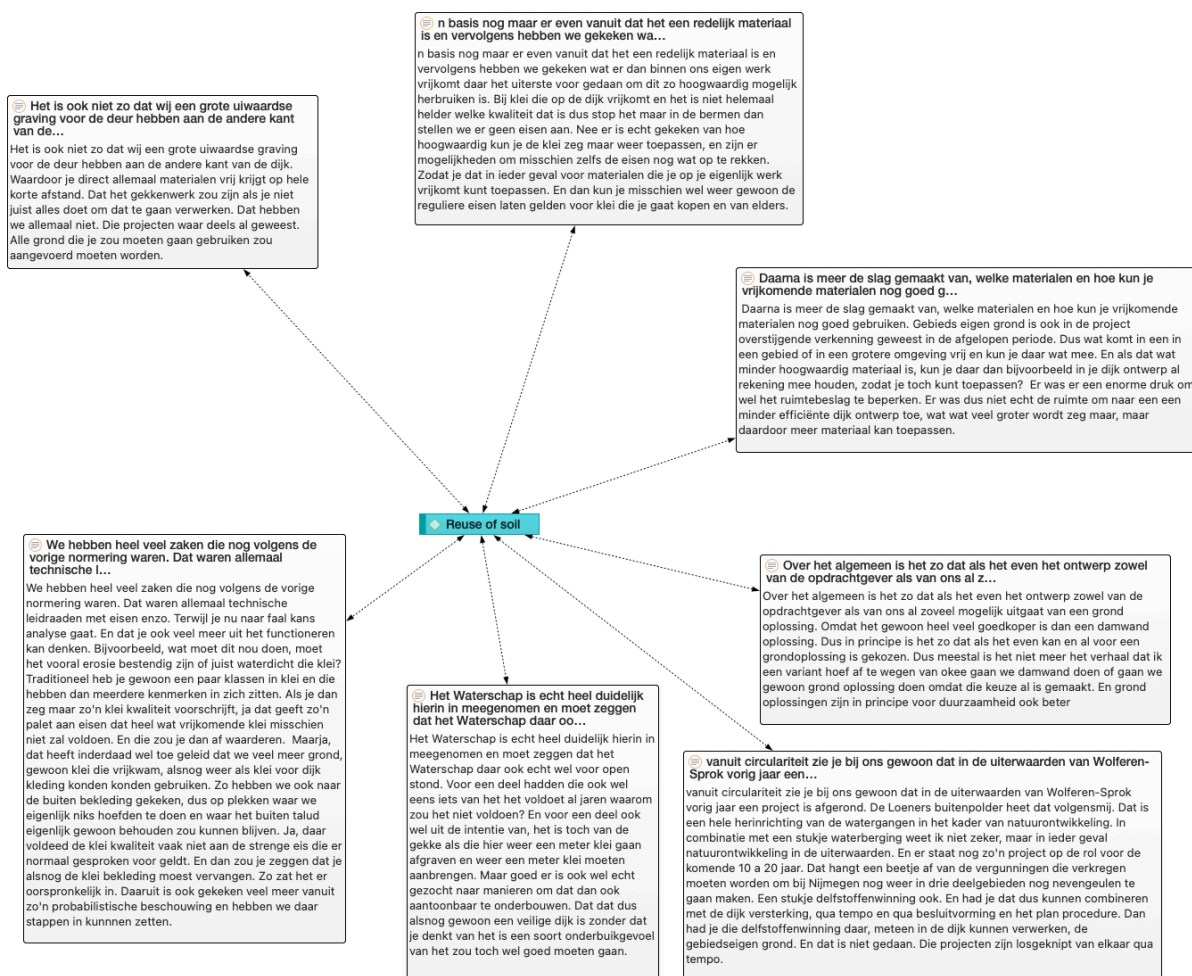 n basis nog maar er even vanuit dat het een redelijk materiaal
is en vervolgens hebben we gekeken wa…
n basis nog maar er even vanuit dat het een redelijk materiaal is en
vervolgens hebben we gekeken wat er dan binnen ons eigen werk
vrijkomt daar het uiterste voor gedaan om dit zo hoogwaardig mogelijk
herbruiken is. Bij klei die op de dijk vrijkomt en het is niet helemaal
helder welke kwaliteit dat is dus stop het maar in de bermen dan
stellen we er geen eisen aan. Nee er is echt gekeken van hoe
hoogwaardig kun je de klei zeg maar weer toepassen, en zijn er
mogelijkheden om misschien zelfs de eisen nog wat op te rekken.
Zodat je dat in ieder geval voor materialen die je op je eigenlijk werk
vrijkomt kunt toepassen. En dan kun je misschien wel weer gewoon de
reguliere eisen laten gelden voor klei die je gaat kopen en van elders.
Het is ook niet zo dat wij een grote uiwaardse
graving voor de deur hebben aan de andere kant
van de…
Het is ook niet zo dat wij een grote uiwaardse graving
voor de deur hebben aan de andere kant van de dijk.
Waardoor je direct allemaal materialen vrij krijgt op hele
korte afstand. Dat het gekkenwerk zou zijn als je niet
juist alles doet om dat te gaan verwerken. Dat hebben
we allemaal niet. Die projecten waar deels al geweest.
Alle grond die je zou moeten gaan gebruiken zou
aangevoerd moeten worden.
Daarna is meer de slag gemaakt van, welke materialen en hoe kun je
vrijkomende materialen nog goed g…
Daarna is meer de slag gemaakt van, welke materialen en hoe kun je vrijkomende
materialen nog goed gebruiken. Gebieds eigen grond is ook in de project
overstijgende verkenning geweest in de afgelopen periode. Dus wat komt in een in
een gebied of in een grotere omgeving vrij en kun je daar wat mee. En als dat wat
minder hoogwaardig materiaal is, kun je daar dan bijvoorbeeld in je dijk ontwerp al
rekening mee houden, zodat je toch kunt toepassen? Er was er een enorme druk om
wel het ruimtebeslag te beperken. Er was dus niet echt de ruimte om naar een een
minder efficiënte dijk ontwerp toe, wat wat veel groter wordt zeg maar, maar
daardoor meer materiaal kan toepassen.
Reuse of soil
We hebben heel veel zaken die nog volgens de
vorige normering waren. Dat waren allemaal
technische l…
We hebben heel veel zaken die nog volgens de vorige
normering waren. Dat waren allemaal technische
leidraaden met eisen enzo. Terwijl je nu naar faal kans
analyse gaat. En dat je ook veel meer uit het functioneren
kan denken. Bijvoorbeeld, wat moet dit nou doen, moet
het vooral erosie bestendig zijn of juist waterdicht die klei?
Traditioneel heb je gewoon een paar klassen in klei en die
hebben dan meerdere kenmerken in zich zitten. Als je dan
zeg maar zo'n klei kwaliteit voorschrijft, ja dat geeft zo'n
palet aan eisen dat heel wat vrijkomende klei misschien
niet zal voldoen. En die zou je dan af waarderen. Maarja,
dat heeft inderdaad wel toe geleid dat we veel meer grond,
gewoon klei die vrijkwam, alsnog weer als klei voor dijk
kleding konden konden gebruiken. Zo hebben we ook naar
de buiten bekleding gekeken, dus op plekken waar we
eigenlijk niks hoefden te doen en waar het buiten talud
eigenlijk gewoon behouden zou kunnen blijven. Ja, daar
voldeed de klei kwaliteit vaak niet aan de strenge eis die er
normaal gesproken voor geldt. En dan zou je zeggen dat je
alsnog de klei bekleding moest vervangen. Zo zat het er
oorspronkelijk in. Daaruit is ook gekeken veel meer vanuit
zo'n probabilistische beschouwing en hebben we daar
stappen in kunnnen zetten.
Over het algemeen is het zo dat als het even het ontwerp zowel
van de opdrachtgever als van ons al z…
Over het algemeen is het zo dat als het even het ontwerp zowel van de
opdrachtgever als van ons al zoveel mogelijk uitgaat van een grond
oplossing. Omdat het gewoon heel veel goedkoper is dan een damwand
oplossing. Dus in principe is het zo dat als het even kan en al voor een
grondoplossing is gekozen. Dus meestal is het niet meer het verhaal dat ik
een variant hoef af te wegen van okee gaan we damwand doen of gaan we
gewoon grond oplossing doen omdat die keuze al is gemaakt. En grond
oplossingen zijn in principe voor duurzaamheid ook beter
Het Waterschap is echt heel duidelijk
hierin in meegenomen en moet zeggen
dat het Waterschap daar oo…
Het Waterschap is echt heel duidelijk hierin in
meegenomen en moet zeggen dat het
Waterschap daar ook echt wel voor open
stond. Voor een deel hadden die ook wel
eens iets van het het voldoet al jaren waarom
zou het niet voldoen? En voor een deel ook
wel uit de intentie van, het is toch van de
gekke als die hier weer een meter klei gaan
afgraven en weer een meter klei moeten
aanbrengen. Maar goed er is ook wel echt
gezocht naar manieren om dat dan ook
aantoonbaar te onderbouwen. Dat dat dus
alsnog gewoon een veilige dijk is zonder dat
je denkt van het is een soort onderbuikgevoel
van het zou toch wel goed moeten gaan.
vanuit circulariteit zie je bij ons gewoon dat in de uiterwaarden van Wolferen-
Sprok vorig jaar een…
vanuit circulariteit zie je bij ons gewoon dat in de uiterwaarden van Wolferen-Sprok
vorig jaar een project is afgerond. De Loeners buitenpolder heet dat volgensmij. Dat is
een hele herinrichting van de watergangen in het kader van natuurontwikkeling. In
combinatie met een stukje waterberging weet ik niet zeker, maar in ieder geval
natuurontwikkeling in de uiterwaarden. En er staat nog zo'n project op de rol voor de
komende 10 a 20 jaar. Dat hangt een beetje af van de vergunningen die verkregen
moeten worden om bij Nijmegen nog weer in drie deelgebieden nog nevengeulen te
gaan maken. Een stukje delfstoffenwinning ook. En had je dat dus kunnen combineren
met de dijk versterking, qua tempo en qua besluitvorming en het plan procedure. Dan
had je die delfstoffenwinning daar, meteen in de dijk kunnen verwerken, de
gebiedseigen grond. En dat is niet gedaan. Die projecten zijn losgeknipt van elkaar qua
tempo.